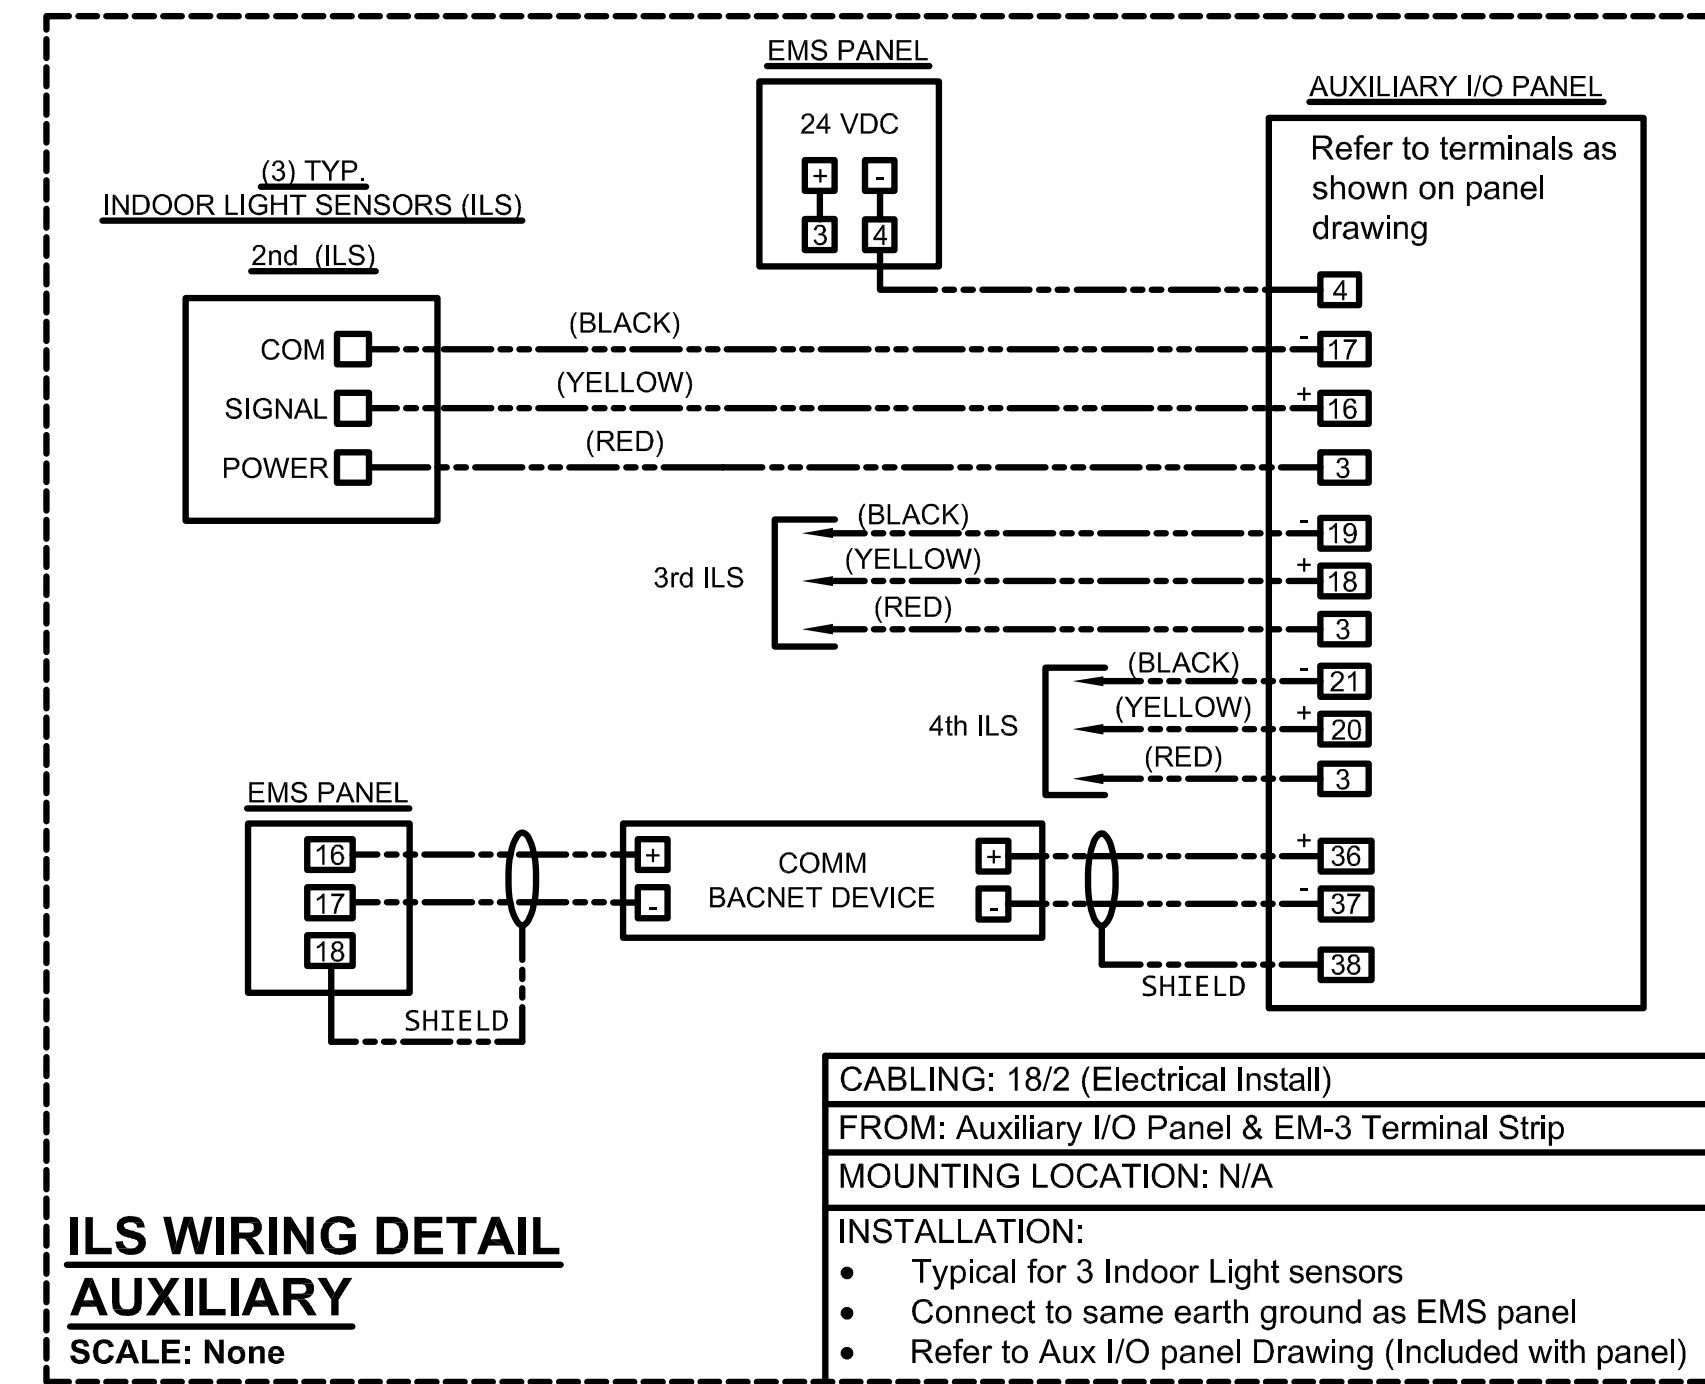 EMS PANEL
24 VDC
+ -
3 4
AUXILIARY I/O PANEL
Refer to terminals as
shown on panel
drawing
4
(3) TYP.
INDOOR LIGHT SENSORS (ILS)
2nd (ILS)
COM (BLACK) - 17
SIGNAL (YELLOW) + 16
POWER (RED) 3
3rd ILS
(BLACK) - 19
(YELLOW) + 18
(RED) 3
4th ILS
(BLACK) - 21
(YELLOW) + 20
(RED) 3
EMS PANEL
16
17
18
SHIELD
+ COMM +
- BACNET DEVICE -
+ 36
- 37
38
SHIELD
CABLING: 18/2 (Electrical Install)
FROM: Auxiliary I/O Panel & EM-3 Terminal Strip
MOUNTING LOCATION: N/A
INSTALLATION:
• Typical for 3 Indoor Light sensors
• Connect to same earth ground as EMS panel
• Refer to Aux I/O panel Drawing (Included with panel)
ILS WIRING DETAIL
AUXILIARY
SCALE: None